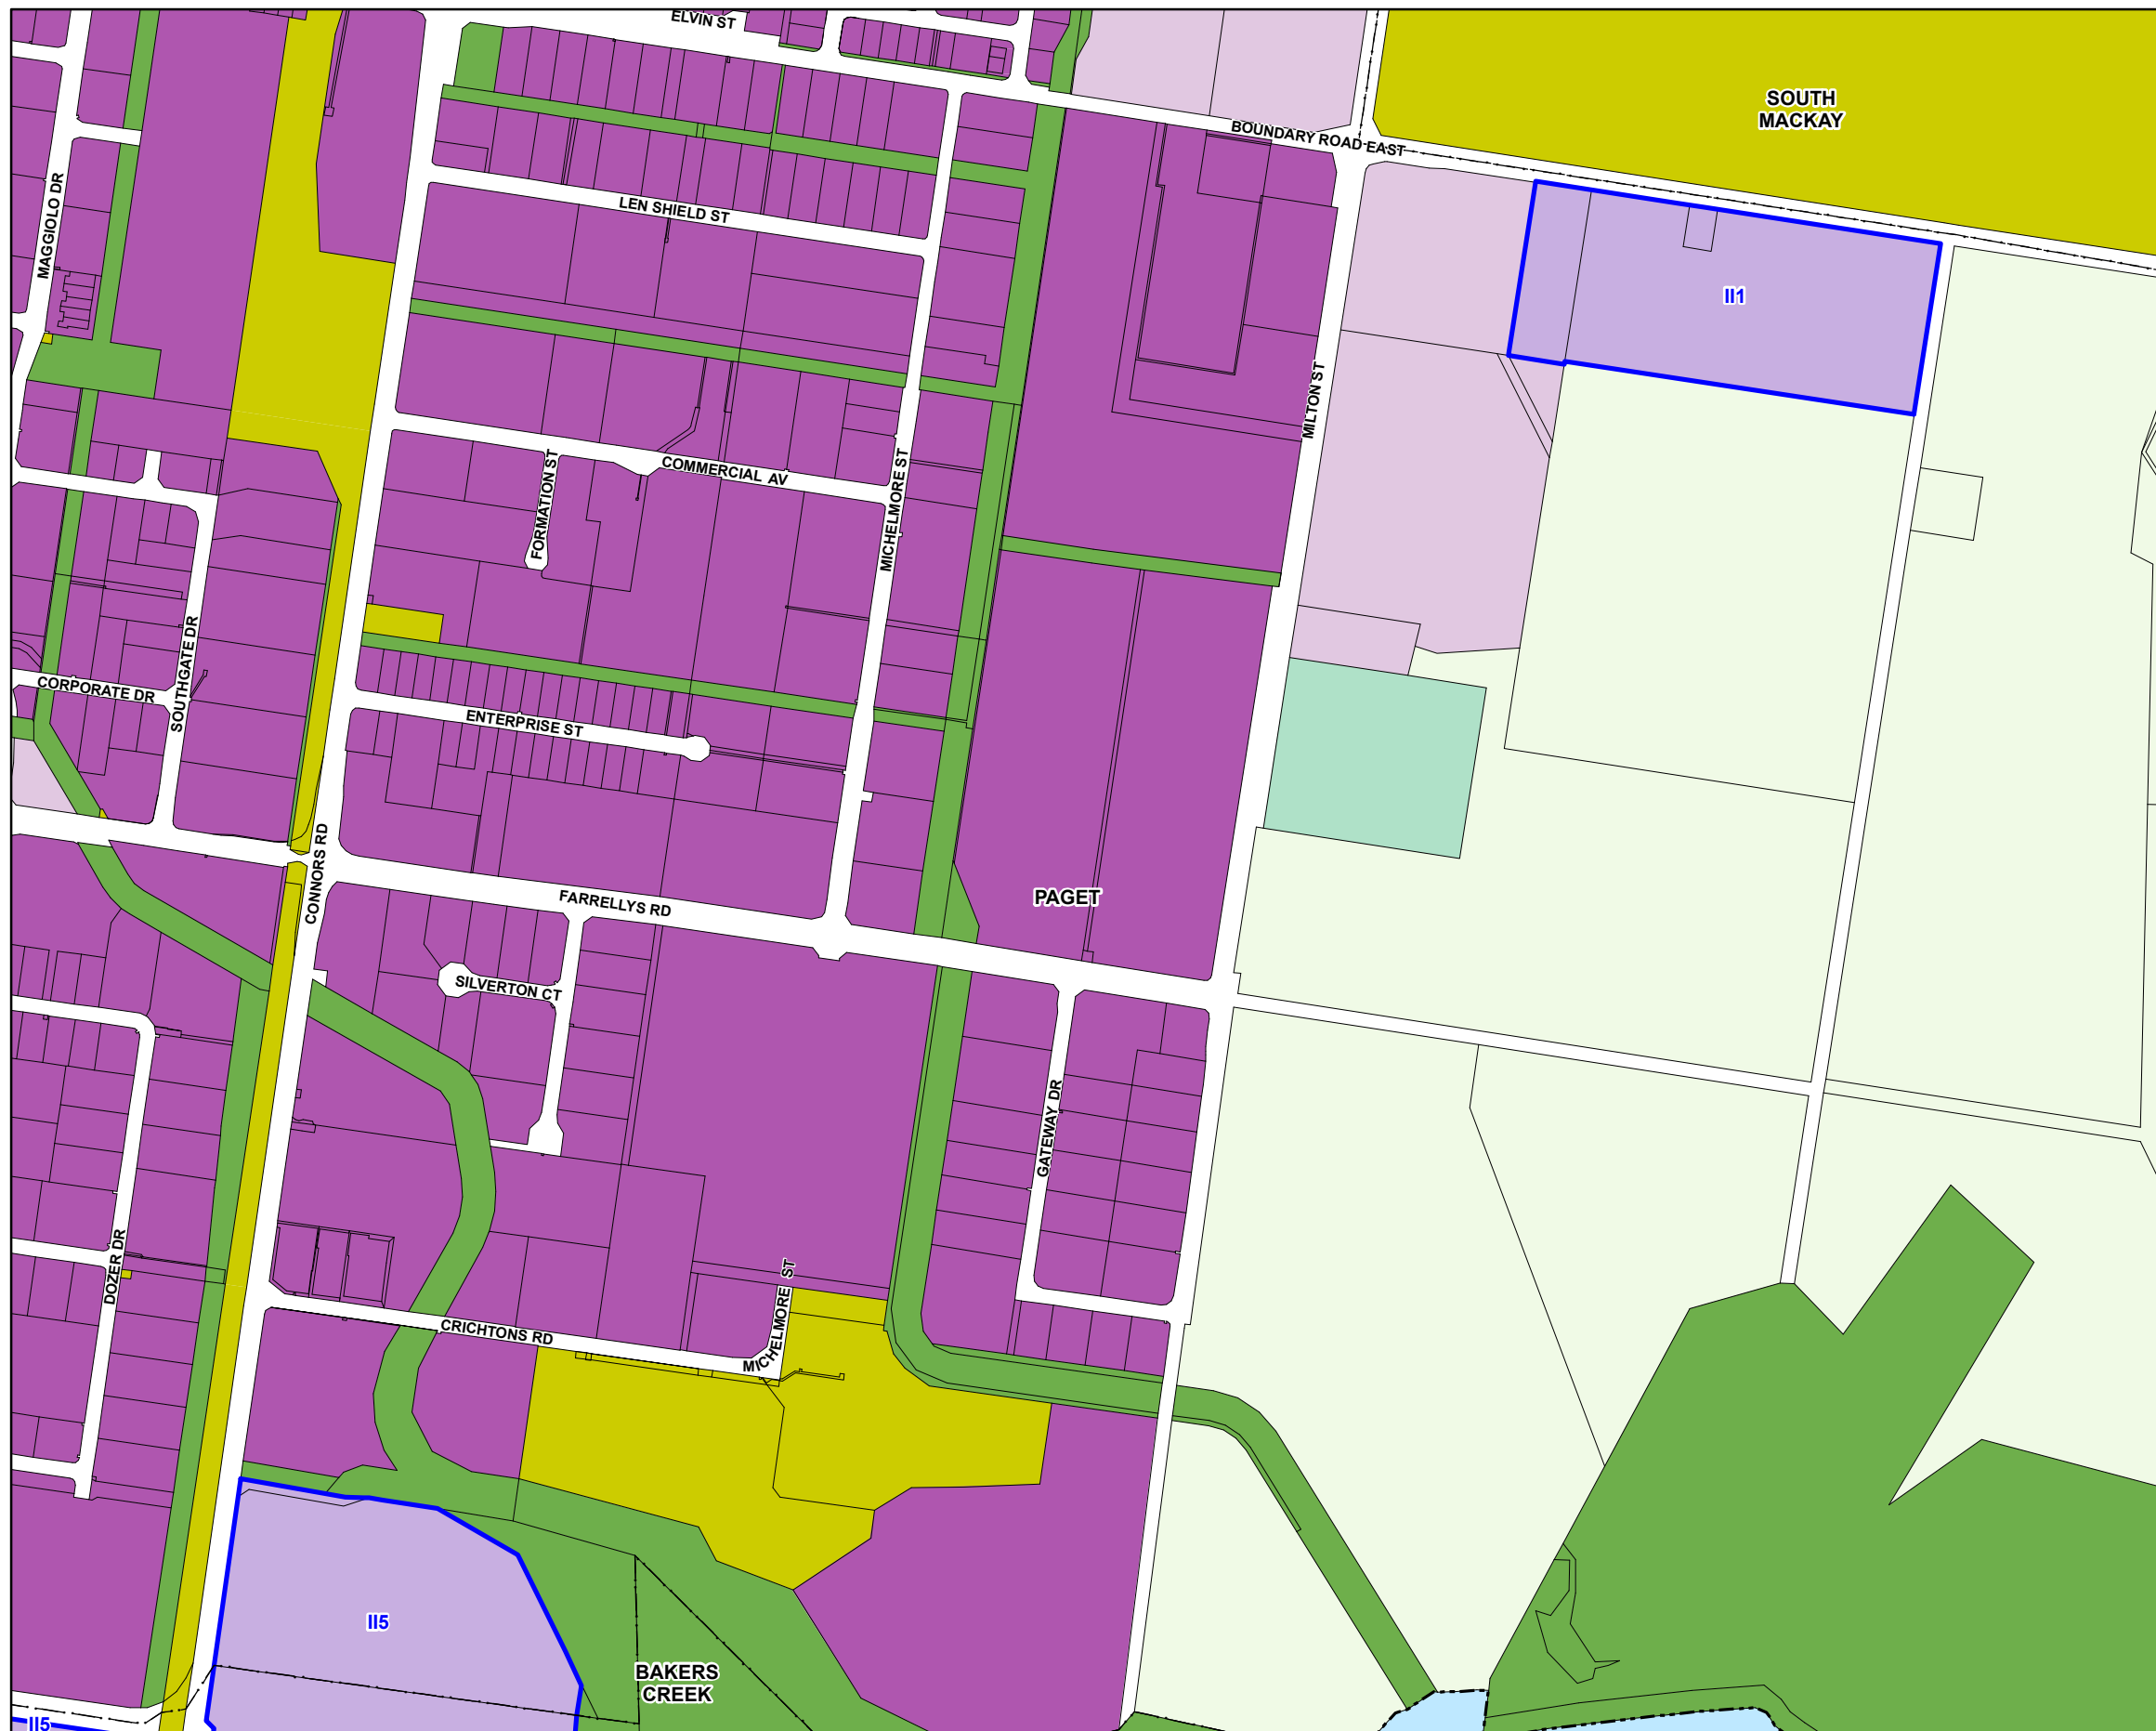 ELVIN ST
SOUTH
MACKAY
BOUNDARY ROAD EAST
MAGGIOLO DR
LEN SHIELD ST
II1
MILTON ST
COMMERCIAL AV
FORMATION ST
MICHELMORE ST
SOUTHGATE DR
CORPORATE DR
ENTERPRISE ST
CONNORS RD
FARRELLYS RD
PAGET
SILVERTON CT
GATEWAY DR
DOZER DR
MICHELMORE ST
CRICHTONS RD
II5
BAKERS
CREEK
II5